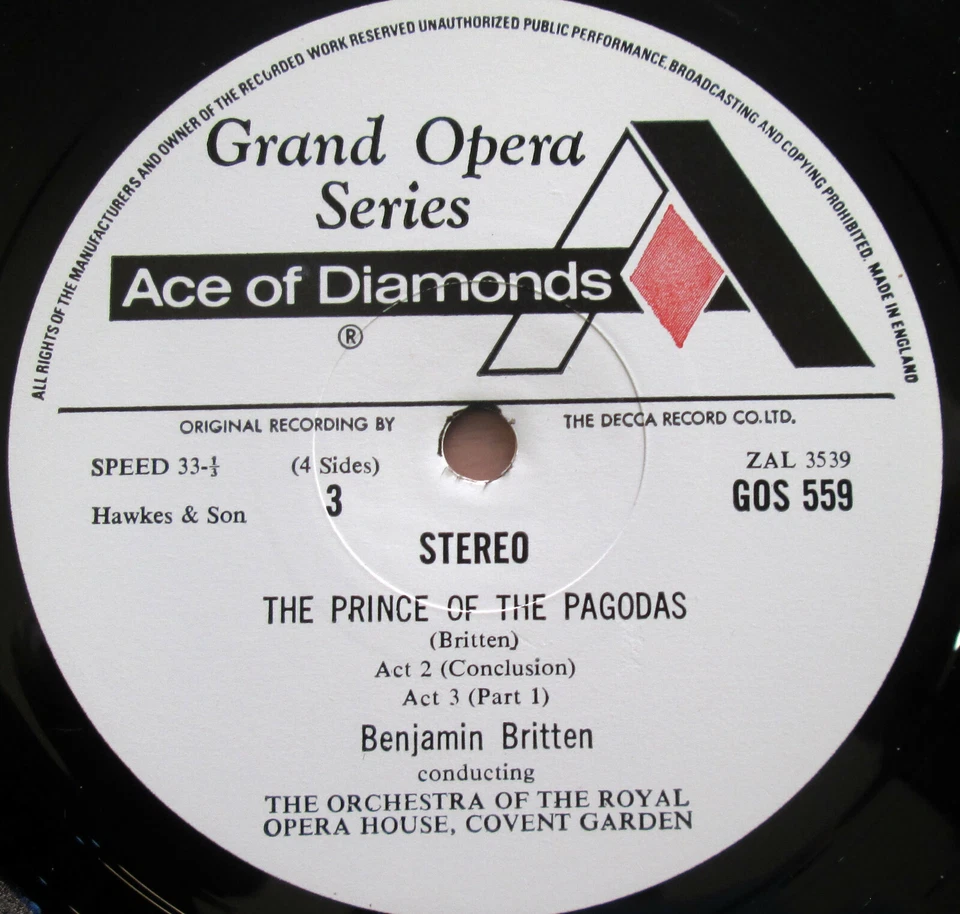 ALL RIGHTS OF THE MANUFACTURERS AND OWNER OF THE RECORDED WORK RESERVED UNAUTHORIZED PUBLIC PERFORMANCE, BROADCASTING AND COPYING PROHIBITED. MADE IN ENGLAND
Grand Opera
Series
Ace of Diamonds
®
ORIGINAL RECORDING BY THE DECCA RECORD CO. LTD.
SPEED 33-⅓ (4 Sides) ZAL 3539
3 GOS 559
Hawkes & Son
STEREO
THE PRINCE OF THE PAGODAS
(Britten)
Act 2 (Conclusion)
Act 3 (Part 1)
Benjamin Britten
conducting
THE ORCHESTRA OF THE ROYAL
OPERA HOUSE, COVENT GARDEN